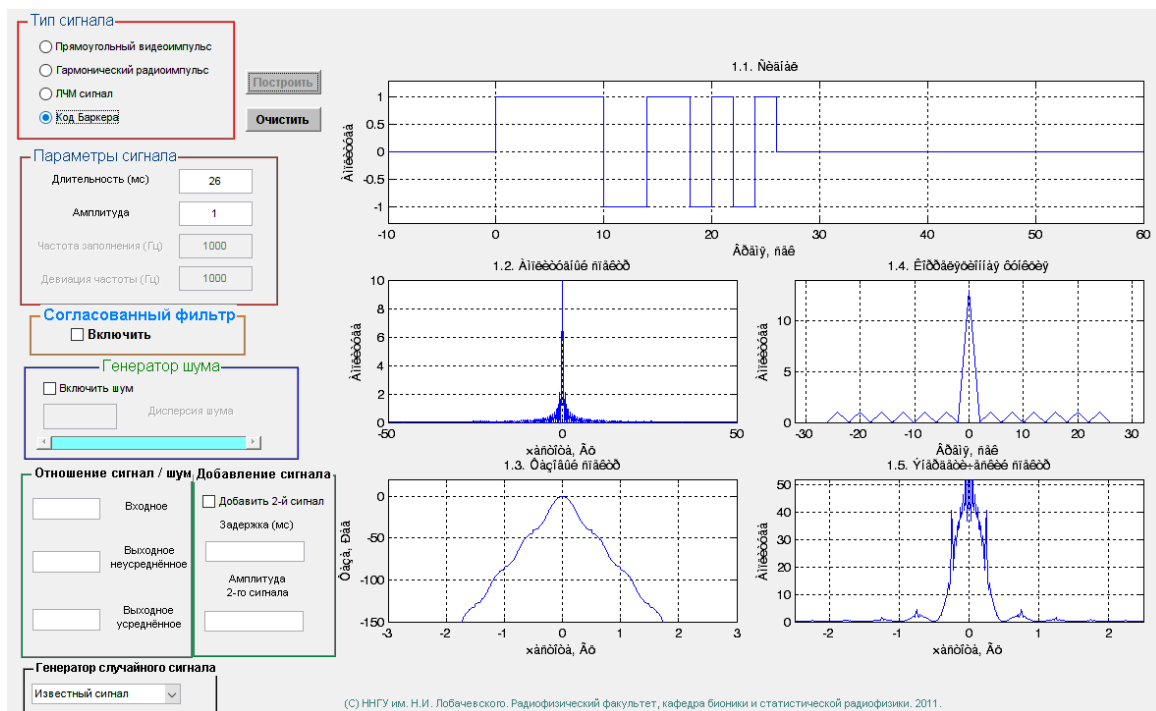 Тип сигнала
Прямоугольный видеоимпульс
Гармонический радиоимпульс
ЛЧМ сигнал
Код Баркера
Построить
Очистить
Параметры сигнала
Длительность (мс)
26
Амплитуда
1
Частота заполнения (Гц)
1000
Девиация частоты (Гц)
1000
Согласованный фильтр
Включить
Генератор шума
Включить шум
Дисперсия шума
Отношение сигнал / шум
Входное
Выходное
неусреднённое
Выходное
усреднённое
Добавление сигнала
Добавить 2-й сигнал
Задержка (мс)
Амплитуда
2-го сигнала
Генератор случайного сигнала
Известный сигнал
1.1. Ñèãíàë
Àìïëèòóäà
1
0.5
0
-0.5
-1
-10 0 10 20 30 40 50 60
Âðåìÿ, ñåê
1.2. Àìïëèòóäíûé ñïåêòð
Àìïëèòóäà
10
8
6
4
2
0
-50 0 50
×àñòîòà, Ãö
1.4. Êîððåëÿöèîííàÿ ôóíêöèÿ
Àìïëèòóäà
10
5
0
-30 -20 -10 0 10 20 30
Âðåìÿ, ñåê
1.3. Ôàçîâûé ñïåêòð
Ôàçà, Ðàä
0
-50
-100
-150
-3 -2 -1 0 1 2 3
×àñòîòà, Ãö
1.5. Ýíåðãåòè÷åñêèé ñïåêòð
Àìïëèòóäà
50
40
30
20
10
0
-2 -1 0 1 2
×àñòîòà, Ãö
(C) ННГУ им. Н.И. Лобачевского. Радиофизический факультет, кафедра бионики и статистической радиофизики. 2011.